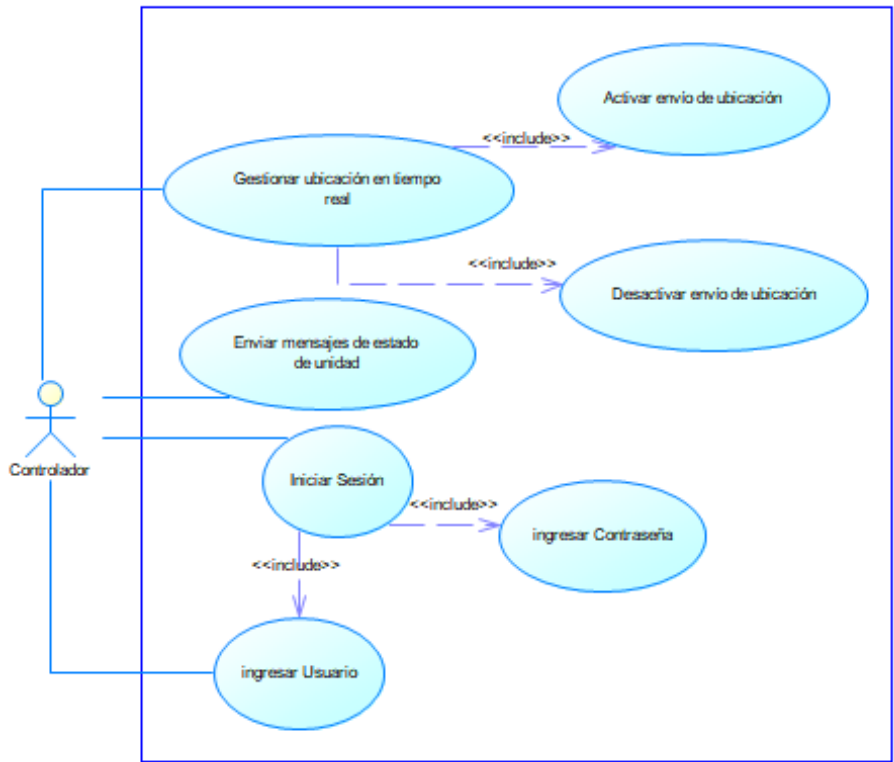 Activar envío de ubicación
<<include>>
Gestionar ubicación en tiempo
real
<<include>>
Desactivar envío de ubicación
Enviar mensajes de estado
de unidad
Controlador
Iniciar Sesión
<<include>>
ingresar Contraseña
<<include>>
ingresar Usuario